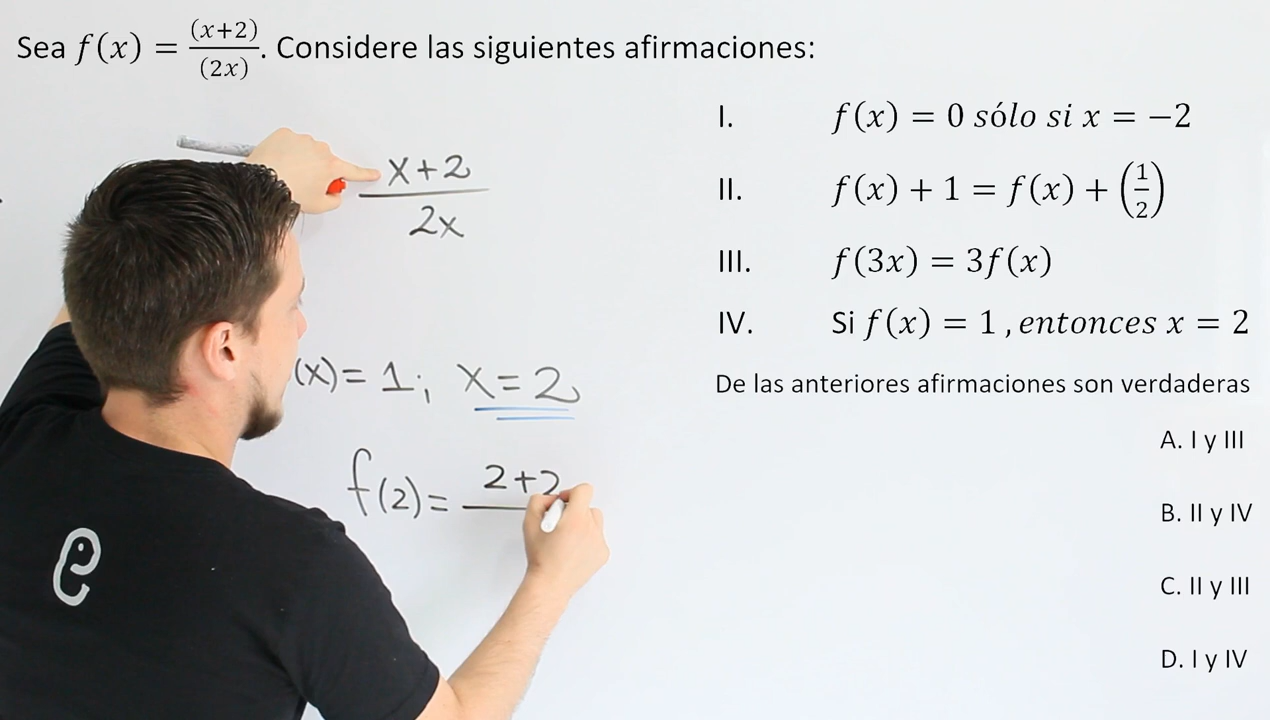 Sea f(x) = (x+2)/(2x). Considere las siguientes afirmaciones:
I. f(x) = 0 sólo si x = −2
II. f(x) + 1 = f(x) + (1/2)
III. f(3x) = 3f(x)
IV. Si f(x) = 1 , entonces x = 2
De las anteriores afirmaciones son verdaderas
A. I y III
B. II y IV
C. II y III
D. I y IV
x+2
2x
(x)= 1; x=2
f(2)= 2+2
e